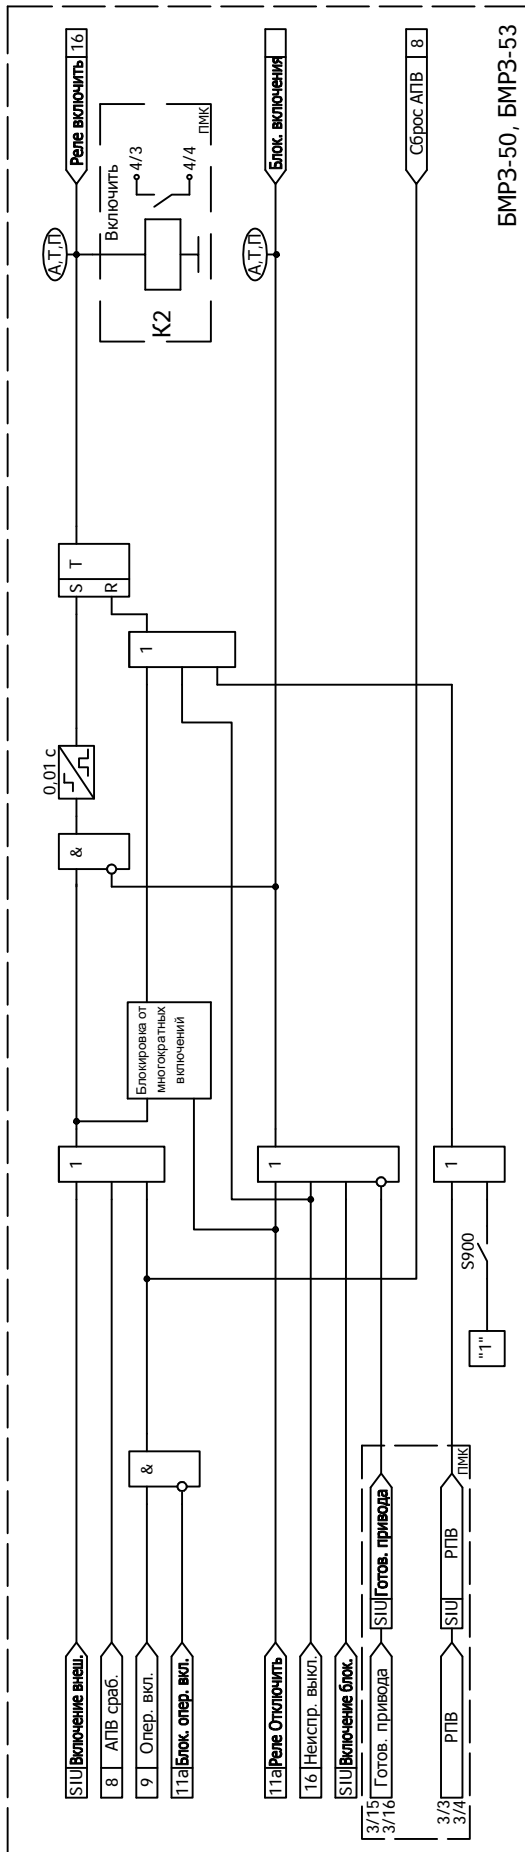 SIU Включение внеш.
8 АПВ сраб.
9 Опер. вкл.
11а Блок. опер. вкл.
11а Реле Отключить
16 Неиспр. выкл.
SIU Включение блок.
3/15
3/16
Готов. привода
SIU Готов. привода
3/3
3/4
РПВ
SIU РПВ
ПМК
&
"1"
S900
1
1
1
Блокировка от
многократных
включений
&
0,01 с
1
S T
R
К2
Включить
4/3
4/4
ПМК
А,Т,П
Реле включить 16
А,Т,П
Блок. включения
Сброс АПВ 8
БМРЗ-50, БМРЗ-53